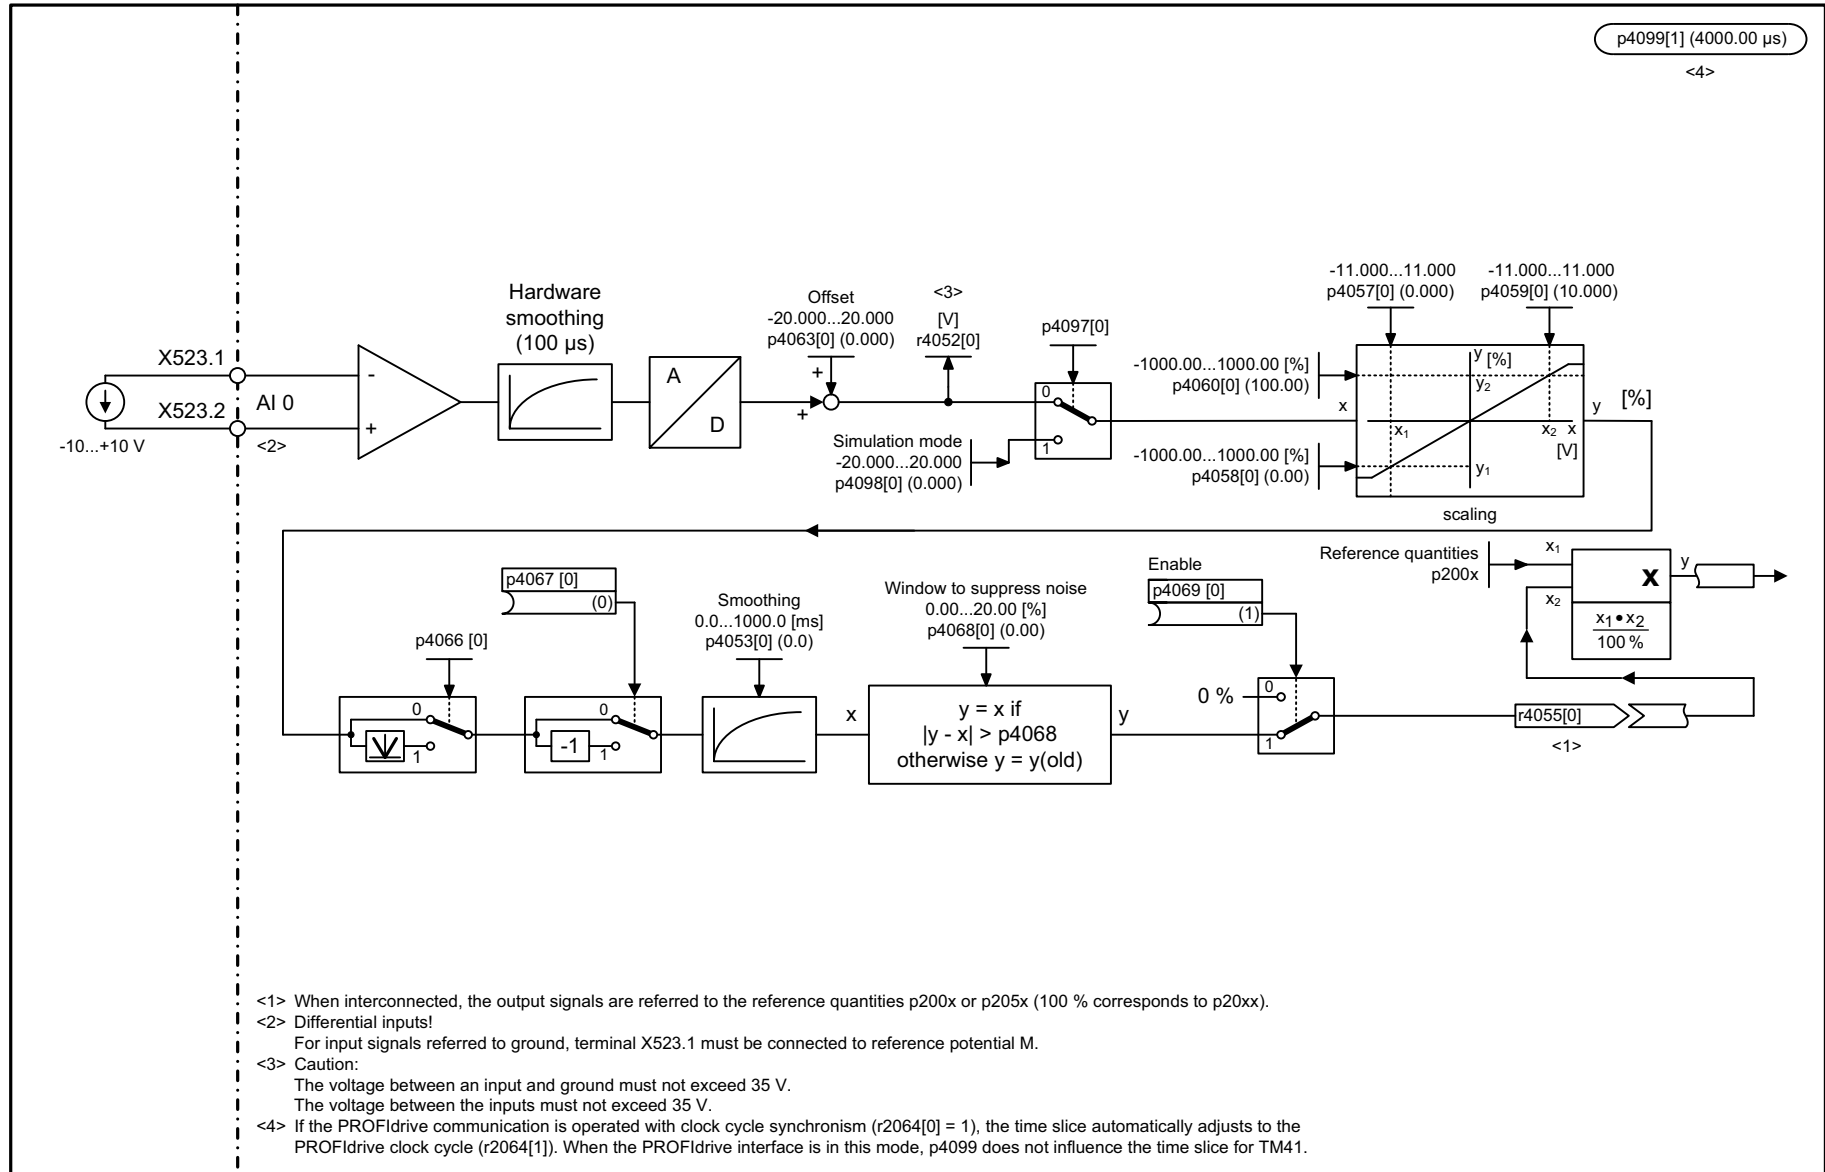 p4099[1] (4000.00 µs)
<4>
Hardware
smoothing
(100 µs)
Offset
-20.000...20.000
p4063[0] (0.000)
<3>
[V]
r4052[0]
p4097[0]
-11.000...11.000
p4057[0] (0.000)
-11.000...11.000
p4059[0] (10.000)
X523.1
X523.2
-10...+10 V
AI 0
<2>
-
+
A
D
+
+
0
1
Simulation mode
-20.000...20.000
p4098[0] (0.000)
-1000.00...1000.00 [%]
p4060[0] (100.00)
x
-1000.00...1000.00 [%]
p4058[0] (0.00)
y [%]
y2
x1
x2 x
[V]
y1
y
[%]
scaling
p4066 [0]
0
1
p4067 [0]
(0)
0
-1
1
Smoothing
0.0...1000.0 [ms]
p4053[0] (0.0)
x
Window to suppress noise
0.00...20.00 [%]
p4068[0] (0.00)
y = x if
|y - x| > p4068
otherwise y = y(old)
y
Enable
p4069 [0]
(1)
0 %
0
1
Reference quantities
p200x
x1
x2
X
x1•x2
100 %
y
r4055[0]
<1>
<1> When interconnected, the output signals are referred to the reference quantities p200x or p205x (100 % corresponds to p20xx).
<2> Differential inputs!
For input signals referred to ground, terminal X523.1 must be connected to reference potential M.
<3> Caution:
The voltage between an input and ground must not exceed 35 V.
The voltage between the inputs must not exceed 35 V.
<4> If the PROFIdrive communication is operated with clock cycle synchronism (r2064[0] = 1), the time slice automatically adjusts to the
PROFIdrive clock cycle (r2064[1]). When the PROFIdrive interface is in this mode, p4099 does not influence the time slice for TM41.